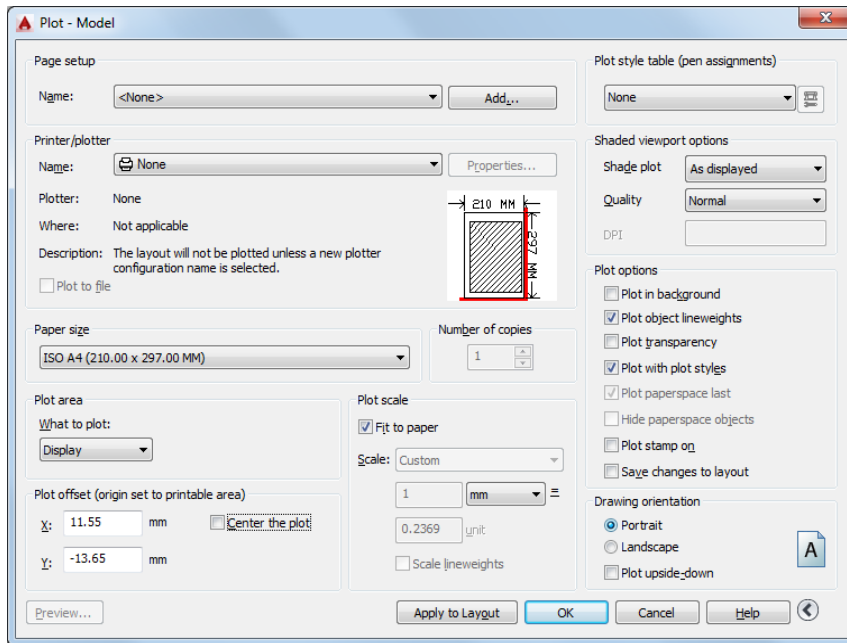 Plot - Model
Page setup
Name:
<None>
Add...
Printer/plotter
Name:
None
Properties...
Plotter:
None
Where:
Not applicable
Description:
The layout will not be plotted unless a new plotter
configuration name is selected.
Plot to file
210 MM
297 MM
Paper size
ISO A4 (210.00 x 297.00 MM)
Number of copies
1
Plot area
What to plot:
Display
Plot offset (origin set to printable area)
X:
11.55
mm
Center the plot
Y:
-13.65
mm
Plot scale
Fit to paper
Scale:
Custom
1
mm
=
0.2369
unit
Scale lineweights
Plot style table (pen assignments)
None
Shaded viewport options
Shade plot
As displayed
Quality
Normal
DPI
Plot options
Plot in background
Plot object lineweights
Plot transparency
Plot with plot styles
Plot paperspace last
Hide paperspace objects
Plot stamp on
Save changes to layout
Drawing orientation
Portrait
Landscape
Plot upside-down
A
Preview...
Apply to Layout
OK
Cancel
Help